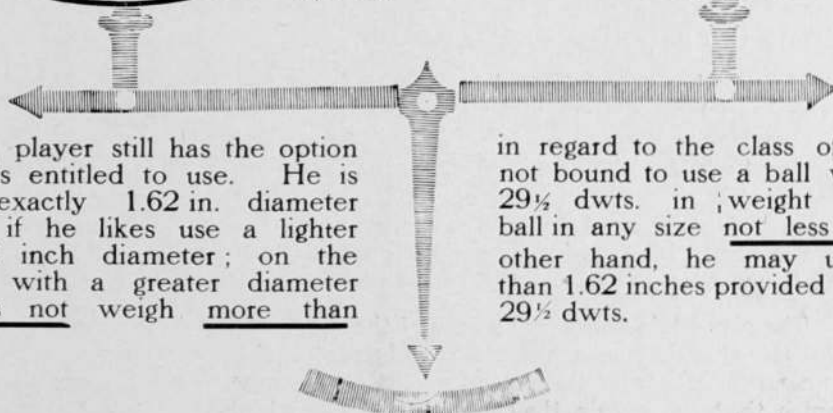 player still has the option in regard to the class
entitled to use. He is not bound to use a ball
exactly 1.62 in. diameter 29½ dwts. in weight
if he likes use a lighter ball in any size not less
inch diameter; on the other hand, he may
with a greater diameter than 1.62 inches provided
not weigh more than 29½ dwts.